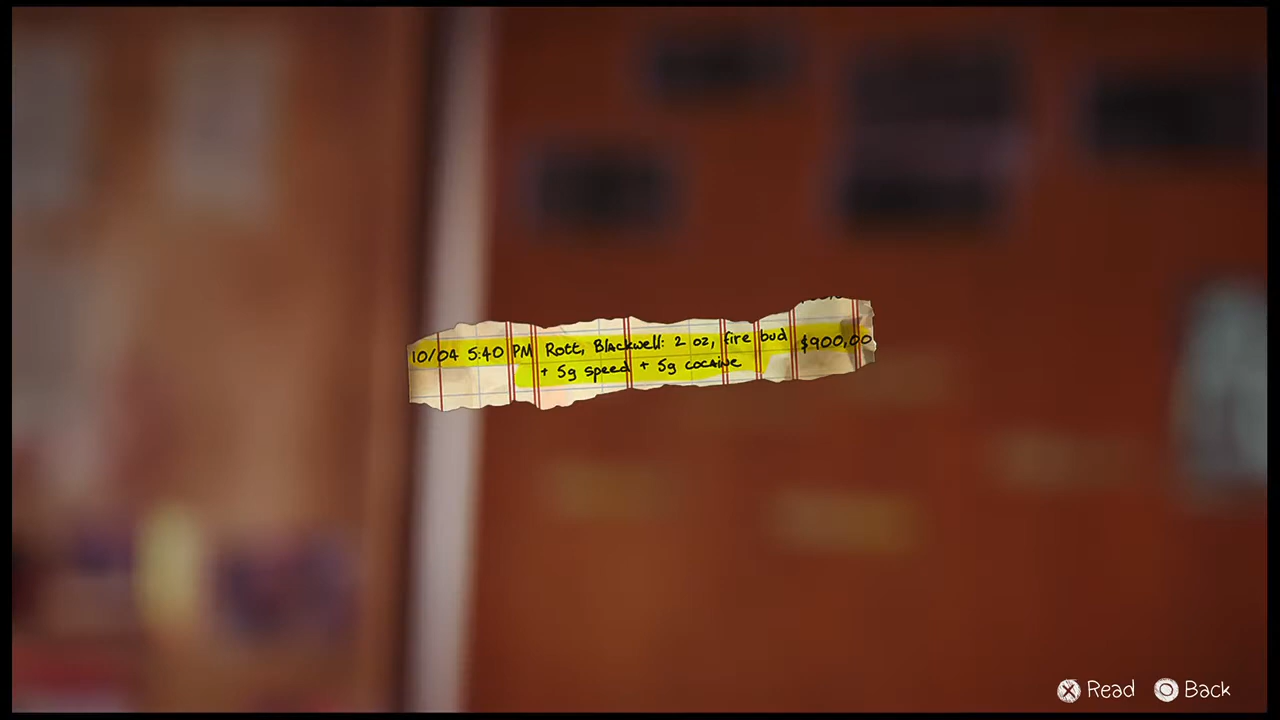 10/04 5:40 PM Rott, Blackwell: 2 oz, fire bud $900,00
+ 5g speed + 5g cocaine
Read Back